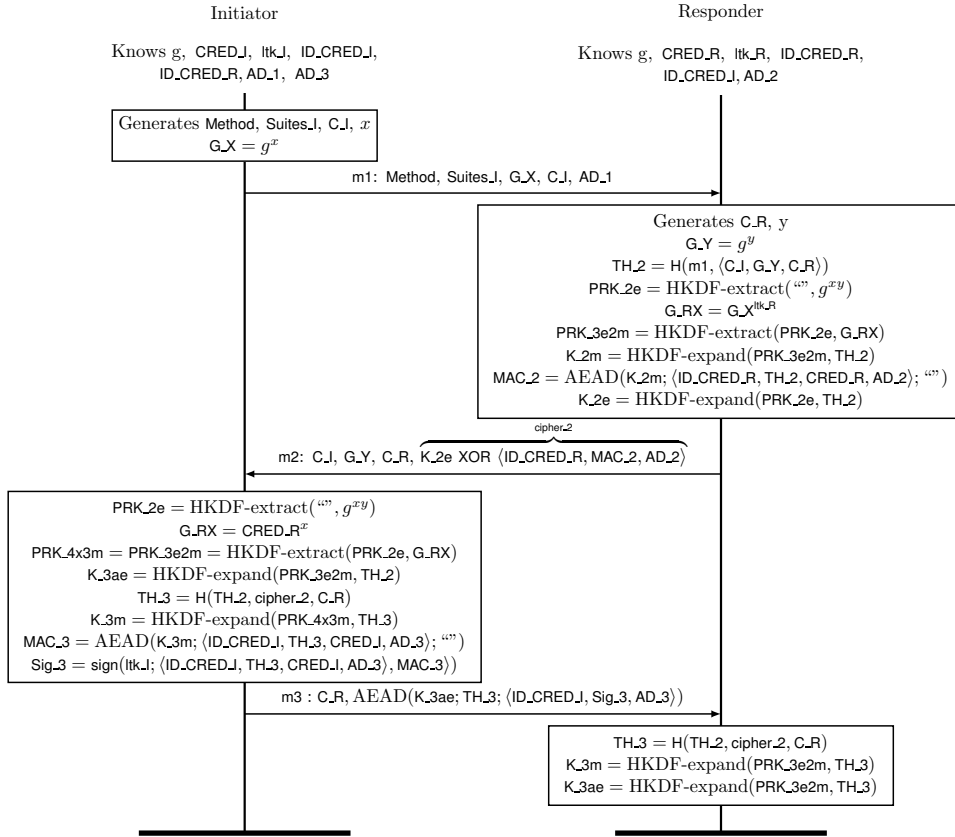 Initiator
Responder
Knows g, CRED_I, ltk_I, ID_CRED_I,
ID_CRED_R, AD_1, AD_3
Knows g, CRED_R, ltk_R, ID_CRED_R,
ID_CRED_I, AD_2
Generates Method, Suites_I, C_I, x
G_X = g^x
m1: Method, Suites_I, G_X, C_I, AD_1
Generates C_R, y
G_Y = g^y
TH_2 = H(m1, ⟨C_I, G_Y, C_R⟩)
PRK_2e = HKDF-extract(“”, g^{xy})
G_RX = G_X^{ltk_R}
PRK_3e2m = HKDF-extract(PRK_2e, G_RX)
K_2m = HKDF-expand(PRK_3e2m, TH_2)
MAC_2 = AEAD(K_2m; ⟨ID_CRED_R, TH_2, CRED_R, AD_2⟩; “”)
K_2e = HKDF-expand(PRK_2e, TH_2)
cipher_2
m2: C_I, G_Y, C_R, K_2e XOR ⟨ID_CRED_R, MAC_2, AD_2⟩
PRK_2e = HKDF-extract(“”, g^{xy})
G_RX = CRED_R^x
PRK_4x3m = PRK_3e2m = HKDF-extract(PRK_2e, G_RX)
K_3ae = HKDF-expand(PRK_3e2m, TH_2)
TH_3 = H(TH_2, cipher_2, C_R)
K_3m = HKDF-expand(PRK_4x3m, TH_3)
MAC_3 = AEAD(K_3m; ⟨ID_CRED_I, TH_3, CRED_I, AD_3⟩; “”)
Sig_3 = sign(ltk_I; ⟨ID_CRED_I, TH_3, CRED_I, AD_3⟩, MAC_3⟩)
m3 : C_R, AEAD(K_3ae; TH_3; ⟨ID_CRED_I, Sig_3, AD_3⟩)
TH_3 = H(TH_2, cipher_2, C_R)
K_3m = HKDF-expand(PRK_3e2m, TH_3)
K_3ae = HKDF-expand(PRK_3e2m, TH_3)